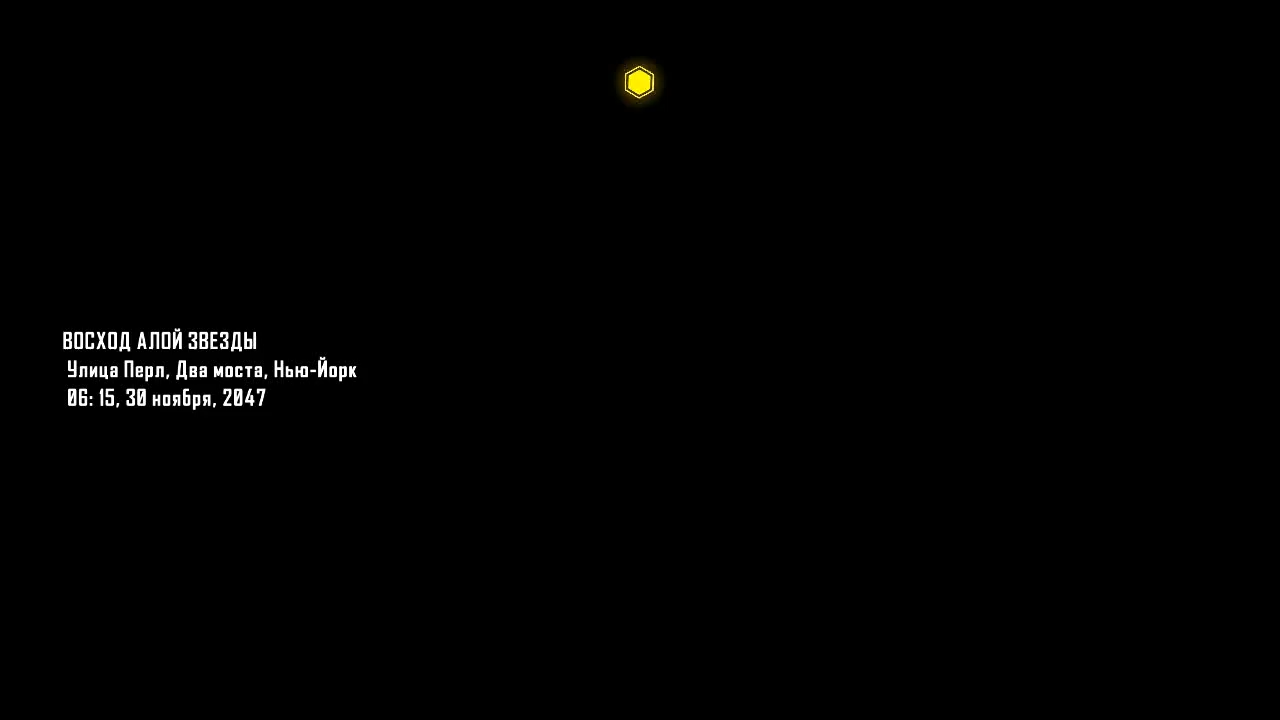 ВОСХОД АЛОЙ ЗВЕЗДЫ
Улица Перл, Два моста, Нью-Йорк
06: 15, 30 ноября, 2047